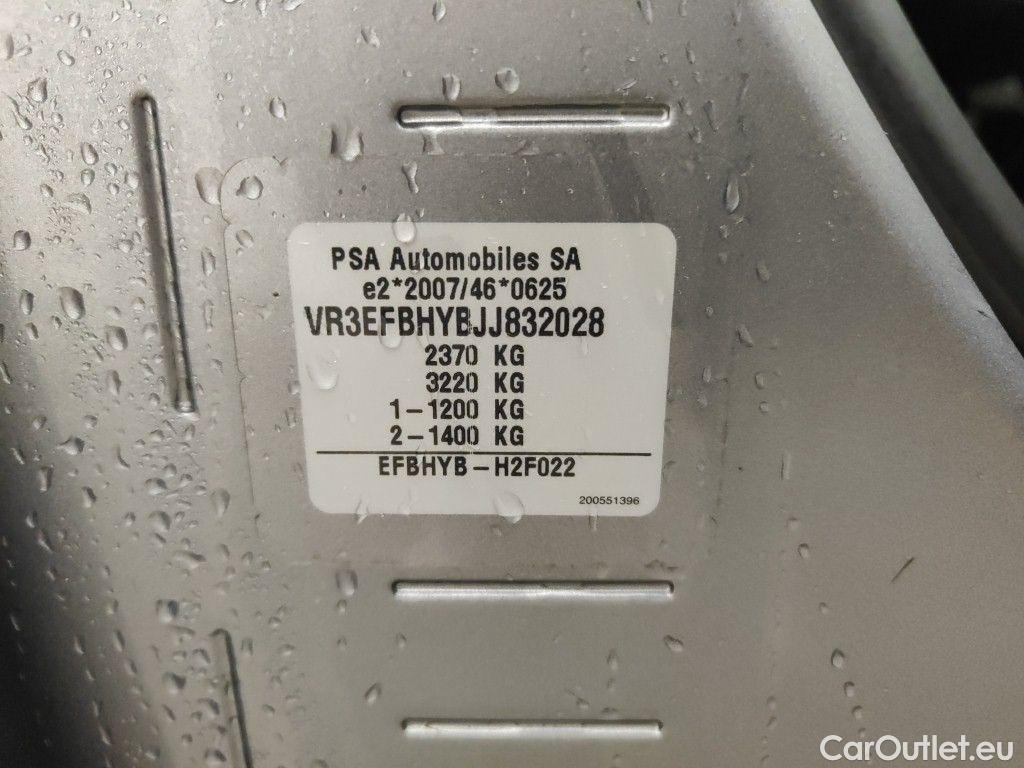 PSA Automobiles SA
e2*2007/46*0625
VR3EFBHYBJJ832028
2370 KG
3220 KG
1-1200 KG
2-1400 KG
EFBHYB-H2F022
200551396
CarOutlet.eu